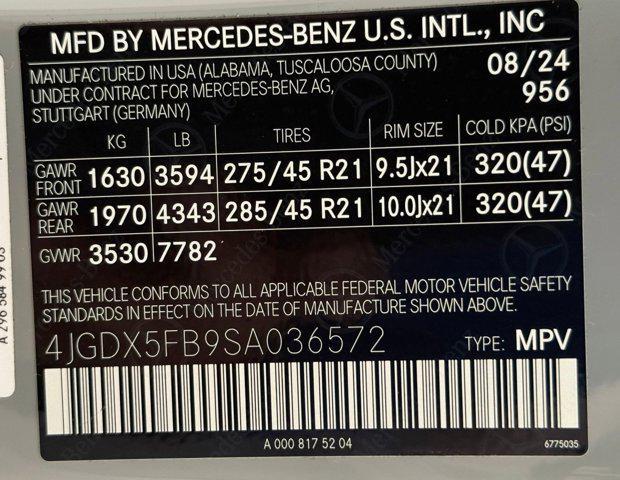 MFD BY MERCEDES-BENZ U.S. INTL., INC
MANUFACTURED IN USA (ALABAMA, TUSCALOOSA COUNTY) 08/24
UNDER CONTRACT FOR MERCEDES-BENZ AG, 956
STUTTGART (GERMANY)
KG LB TIRES RIM SIZE COLD KPA(PSI)
GAWR FRONT 1630 3594 275/45 R21 9.5Jx21 320(47)
GAWR REAR 1970 4343 285/45 R21 10.0Jx21 320(47)
GVWR 3530 7782
THIS VEHICLE CONFORMS TO ALL APPLICABLE FEDERAL MOTOR VEHICLE SAFETY
STANDARDS IN EFFECT ON THE DATE OF MANUFACTURE SHOWN ABOVE.
4JGDX5FB9SA036572 TYPE: MPV
A 000 817 52 04 6775035